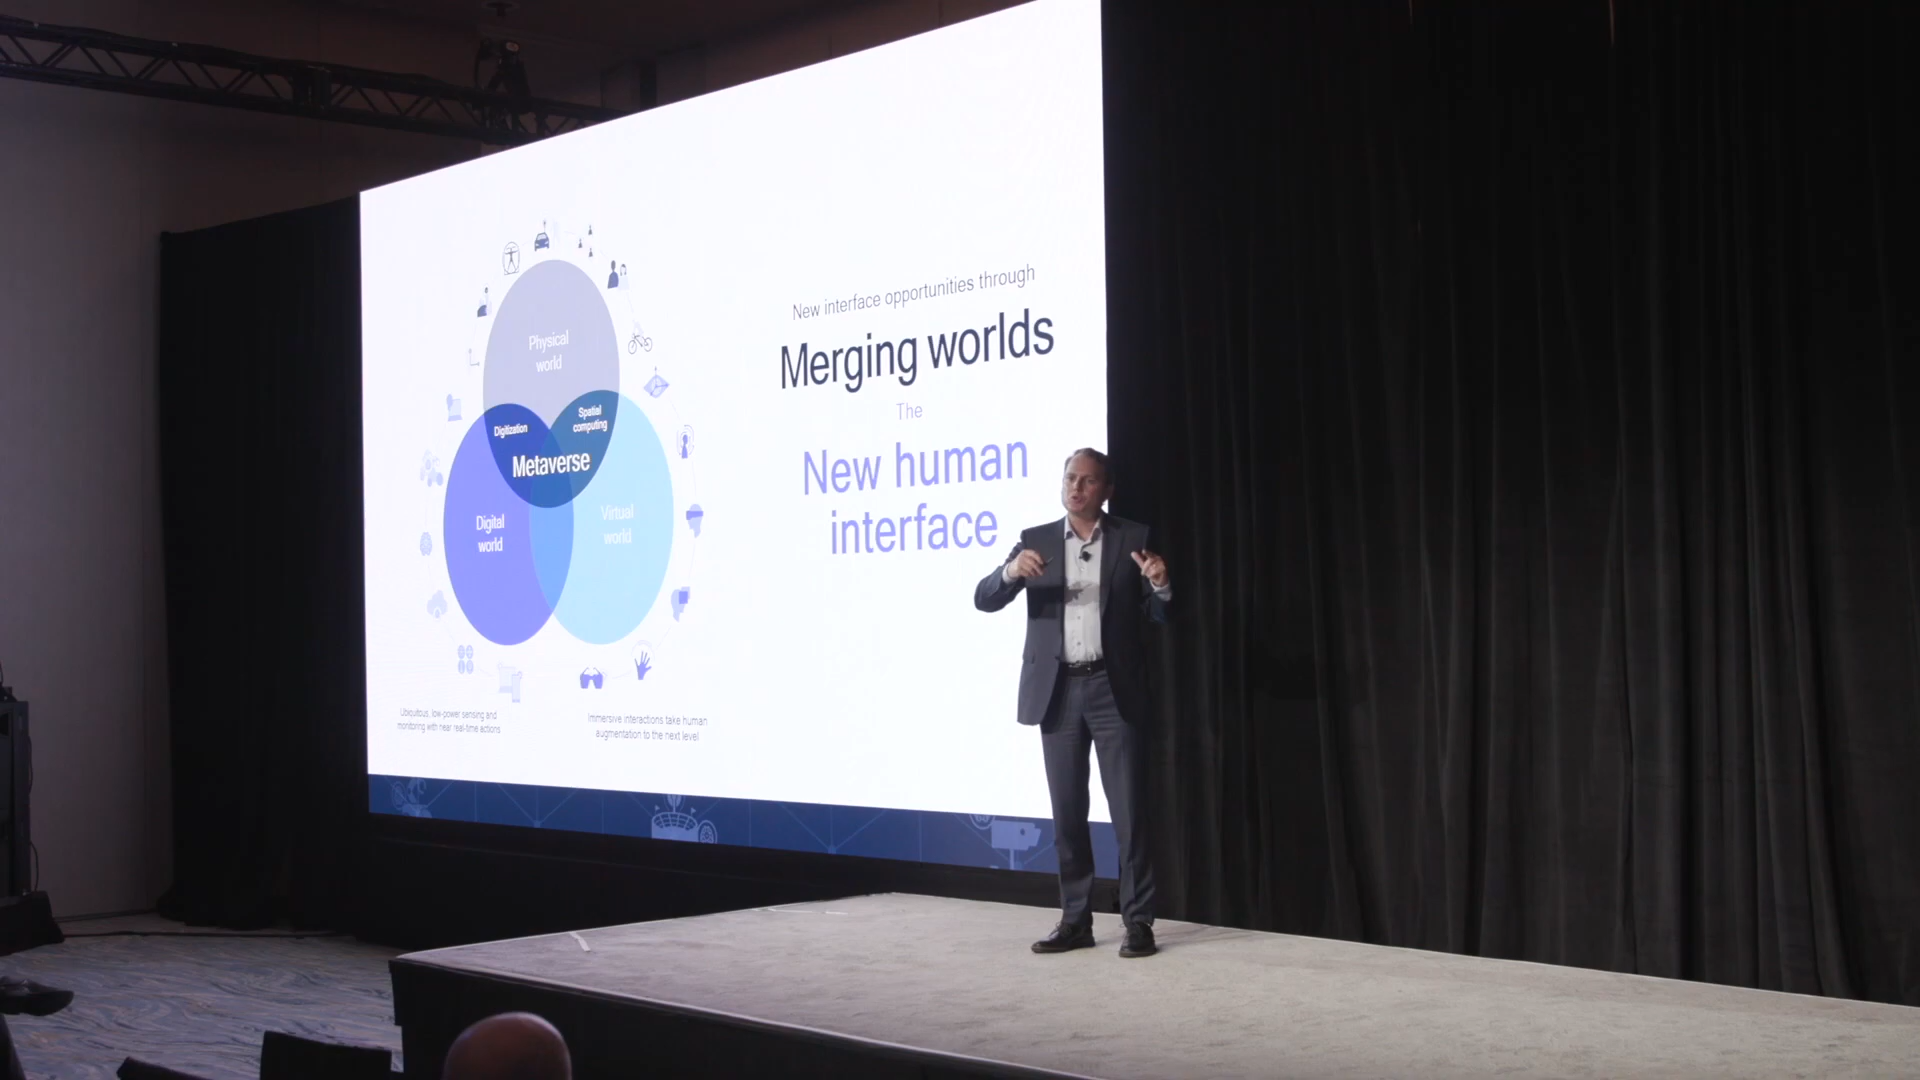 Physical
world
Digitization
Spatial
computing
Metaverse
Digital
world
Virtual
world
Ubiquitous, low-power sensing and
monitoring with near real-time actions
Immersive interactions take human
augmentation to the next level
New interface opportunities through
Merging worlds
The
New human
interface